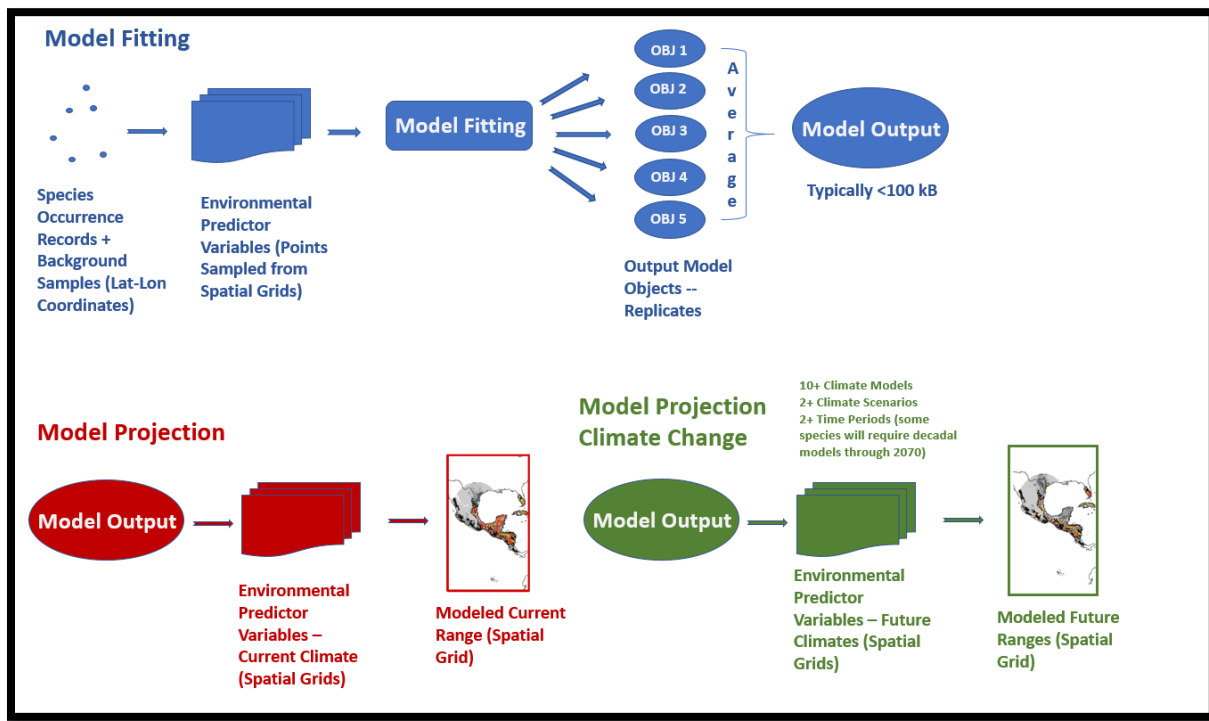 Model Fitting
Species
Occurrence
Records +
Background
Samples (Lat-Lon
Coordinates)
Environmental
Predictor
Variables (Points
Sampled from
Spatial Grids)
Model Fitting
OBJ 1
OBJ 2
OBJ 3
OBJ 4
OBJ 5
Average
Output Model
Objects --
Replicates
Model Output
Typically <100 kB
Model Projection
Model Output
Environmental
Predictor
Variables –
Current Climate
(Spatial Grids)
Modeled Current
Range (Spatial
Grid)
Model Projection
Climate Change
10+ Climate Models
2+ Climate Scenarios
2+ Time Periods (some
species will require decadal
models through 2070)
Model Output
Environmental
Predictor
Variables – Future
Climates (Spatial
Grids)
Modeled Future
Ranges (Spatial
Grid)